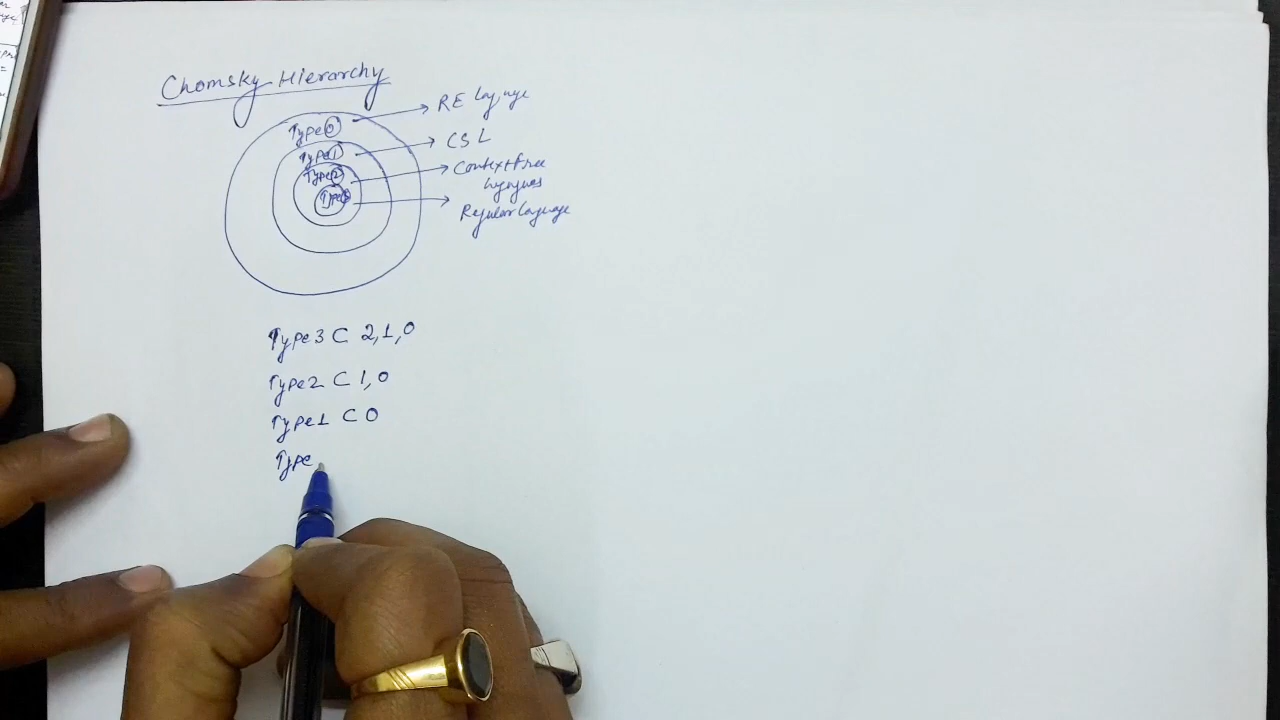 Chomsky Hierarchy
Type 0
RE Language
Type 1
CSL
Type 2
Context free
Languages
Type 3
Regular Language
Type 3 ⊂ 2,1,0
Type 2 ⊂ 1,0
Type 1 ⊂ 0
Type